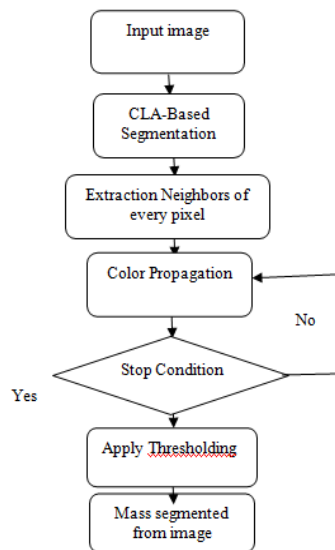 Input image
CLA-Based
Segmentation
Extraction Neighbors of
every pixel
Color Propagation
No
Stop Condition
Yes
Apply Thresholding
Mass segmented
from image